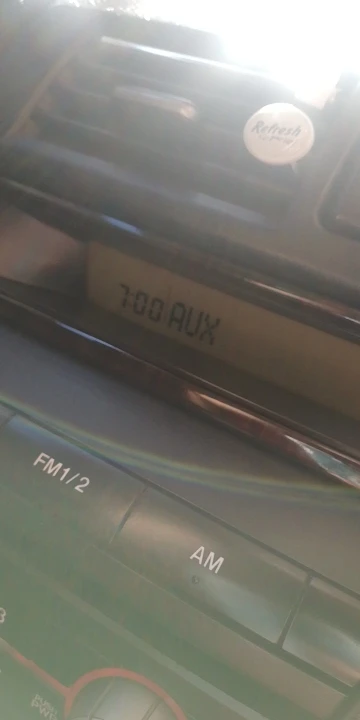 Refresh
7:00 AUX
FM1/2
AM